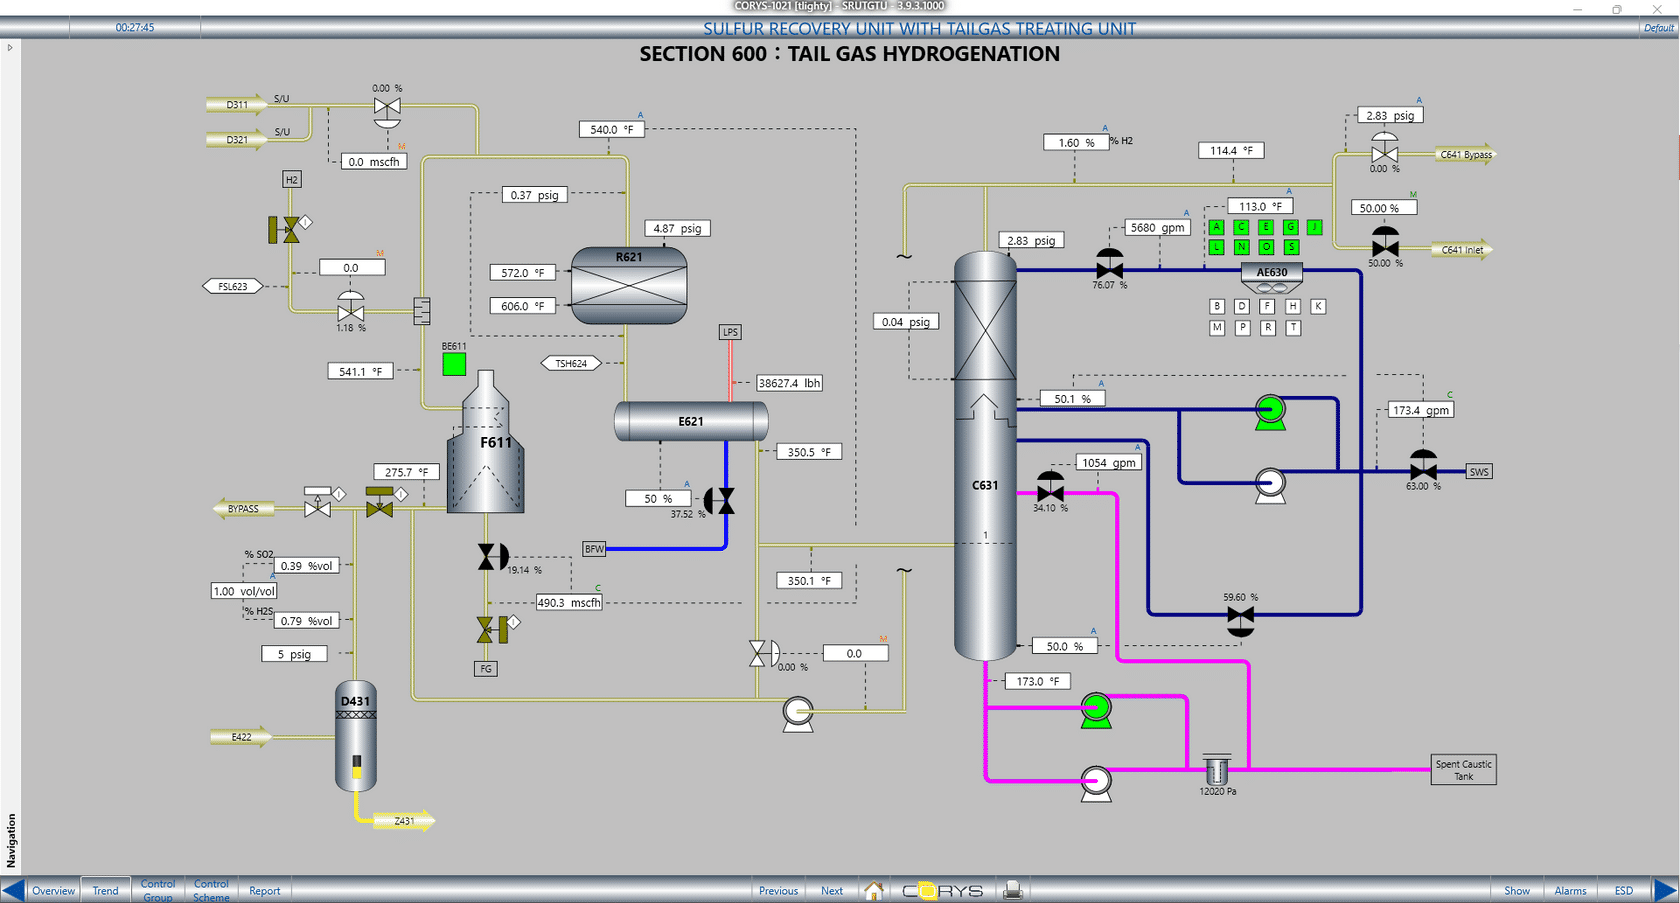 CORYS-1021 [tlighty] - SRUTGTU - 3.9.3.1000
00:27:45
SULFUR RECOVERY UNIT WITH TAILGAS TREATING UNIT
Default
SECTION 600 : TAIL GAS HYDROGENATION
D311
S/U
0.00 %
D321
S/U
M
0.0 mscfh
A
540.0 °F
A
1.60 %
% H2
114.4 °F
A
2.83 psig
C641 Bypass
0.00 %
H2
0.37 psig
4.87 psig
A
113.0 °F
M
50.00 %
A
5680 gpm
A
C
E
G
J
L
N
O
S
2.83 psig
C641 Inlet
50.00 %
M
0.0
R621
572.0 °F
606.0 °F
76.07 %
AE630
FSL623
1.18 %
B
D
F
H
K
M
P
R
T
0.04 psig
LPS
BE611
541.1 °F
TSH624
38627.4 lbh
A
50.1 %
C
173.4 gpm
E621
F611
350.5 °F
A
1054 gpm
275.7 °F
SWS
63.00 %
C631
A
50 %
37.52 %
34.10 %
BYPASS
1
BFW
% SO2
0.39 %vol
A
1.00 vol/vol
% H2S
0.79 %vol
19.14 %
350.1 °F
C
490.3 mscfh
59.60 %
5 psig
FG
M
0.0
0.00 %
A
50.0 %
173.0 °F
D431
E422
Spent Caustic
Tank
12020 Pa
Z431
Navigation
Overview
Trend
Control
Group
Control
Scheme
Report
Previous
Next
CORYS
Show
Alarms
ESD